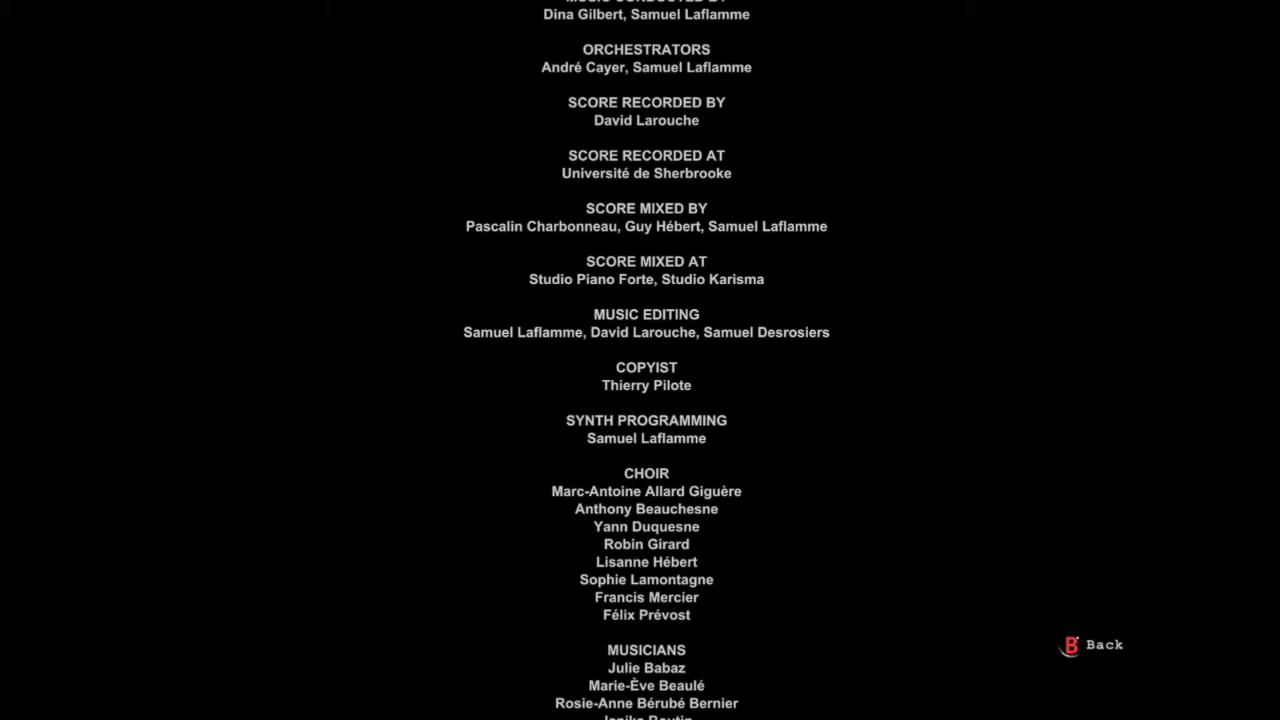 MUSIC CONDUCTED BY
Dina Gilbert, Samuel Laflamme
ORCHESTRATORS
André Cayer, Samuel Laflamme
SCORE RECORDED BY
David Larouche
SCORE RECORDED AT
Université de Sherbrooke
SCORE MIXED BY
Pascalin Charbonneau, Guy Hébert, Samuel Laflamme
SCORE MIXED AT
Studio Piano Forte, Studio Karisma
MUSIC EDITING
Samuel Laflamme, David Larouche, Samuel Desrosiers
COPYIST
Thierry Pilote
SYNTH PROGRAMMING
Samuel Laflamme
CHOIR
Marc-Antoine Allard Giguère
Anthony Beauchesne
Yann Duquesne
Robin Girard
Lisanne Hébert
Sophie Lamontagne
Francis Mercier
Félix Prévost
MUSICIANS
Julie Babaz
Marie-Ève Beaulé
Rosie-Anne Bérubé Bernier
B Back